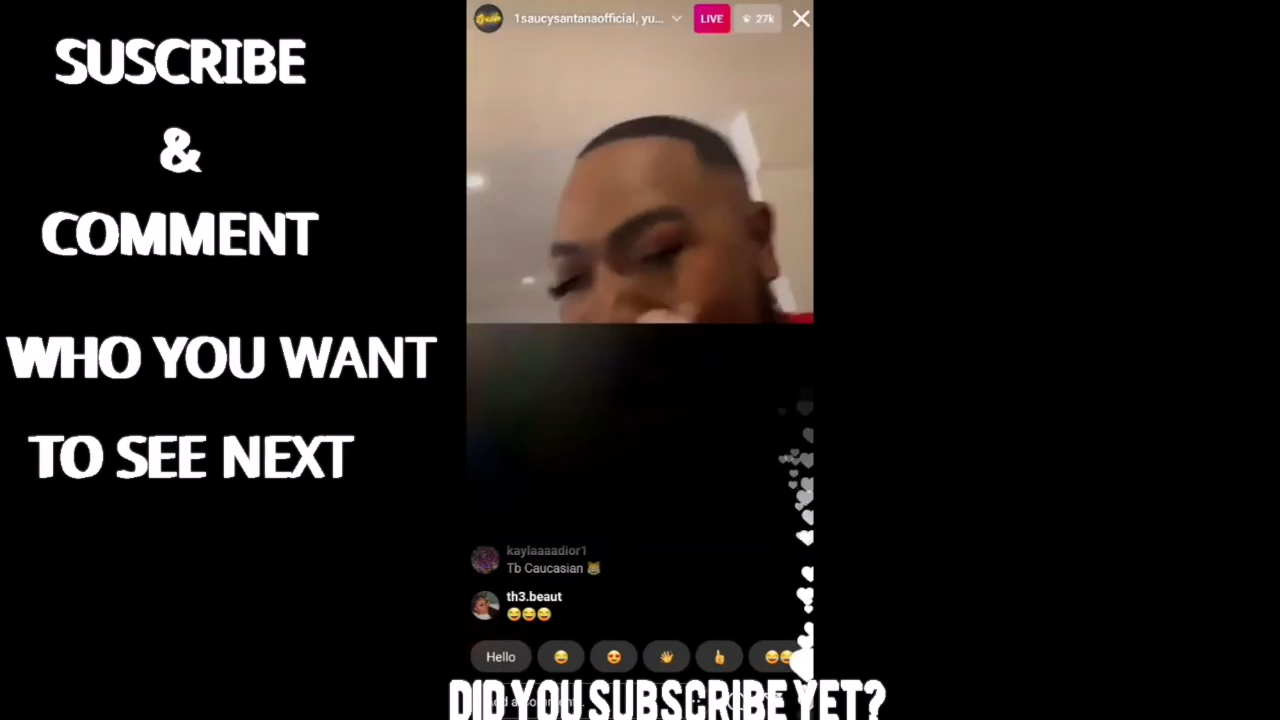 SUSCRIBE
&
COMMENT
WHO YOU WANT
TO SEE NEXT
1saucysantanaofficial, yu...
LIVE
27k
kaylaaaadior1
Tb Caucasian 😹
th3.beaut
😅😅😅
Hello 😅 😍 👋 👍 😂😂
DID YOU SUBSCRIBE YET?